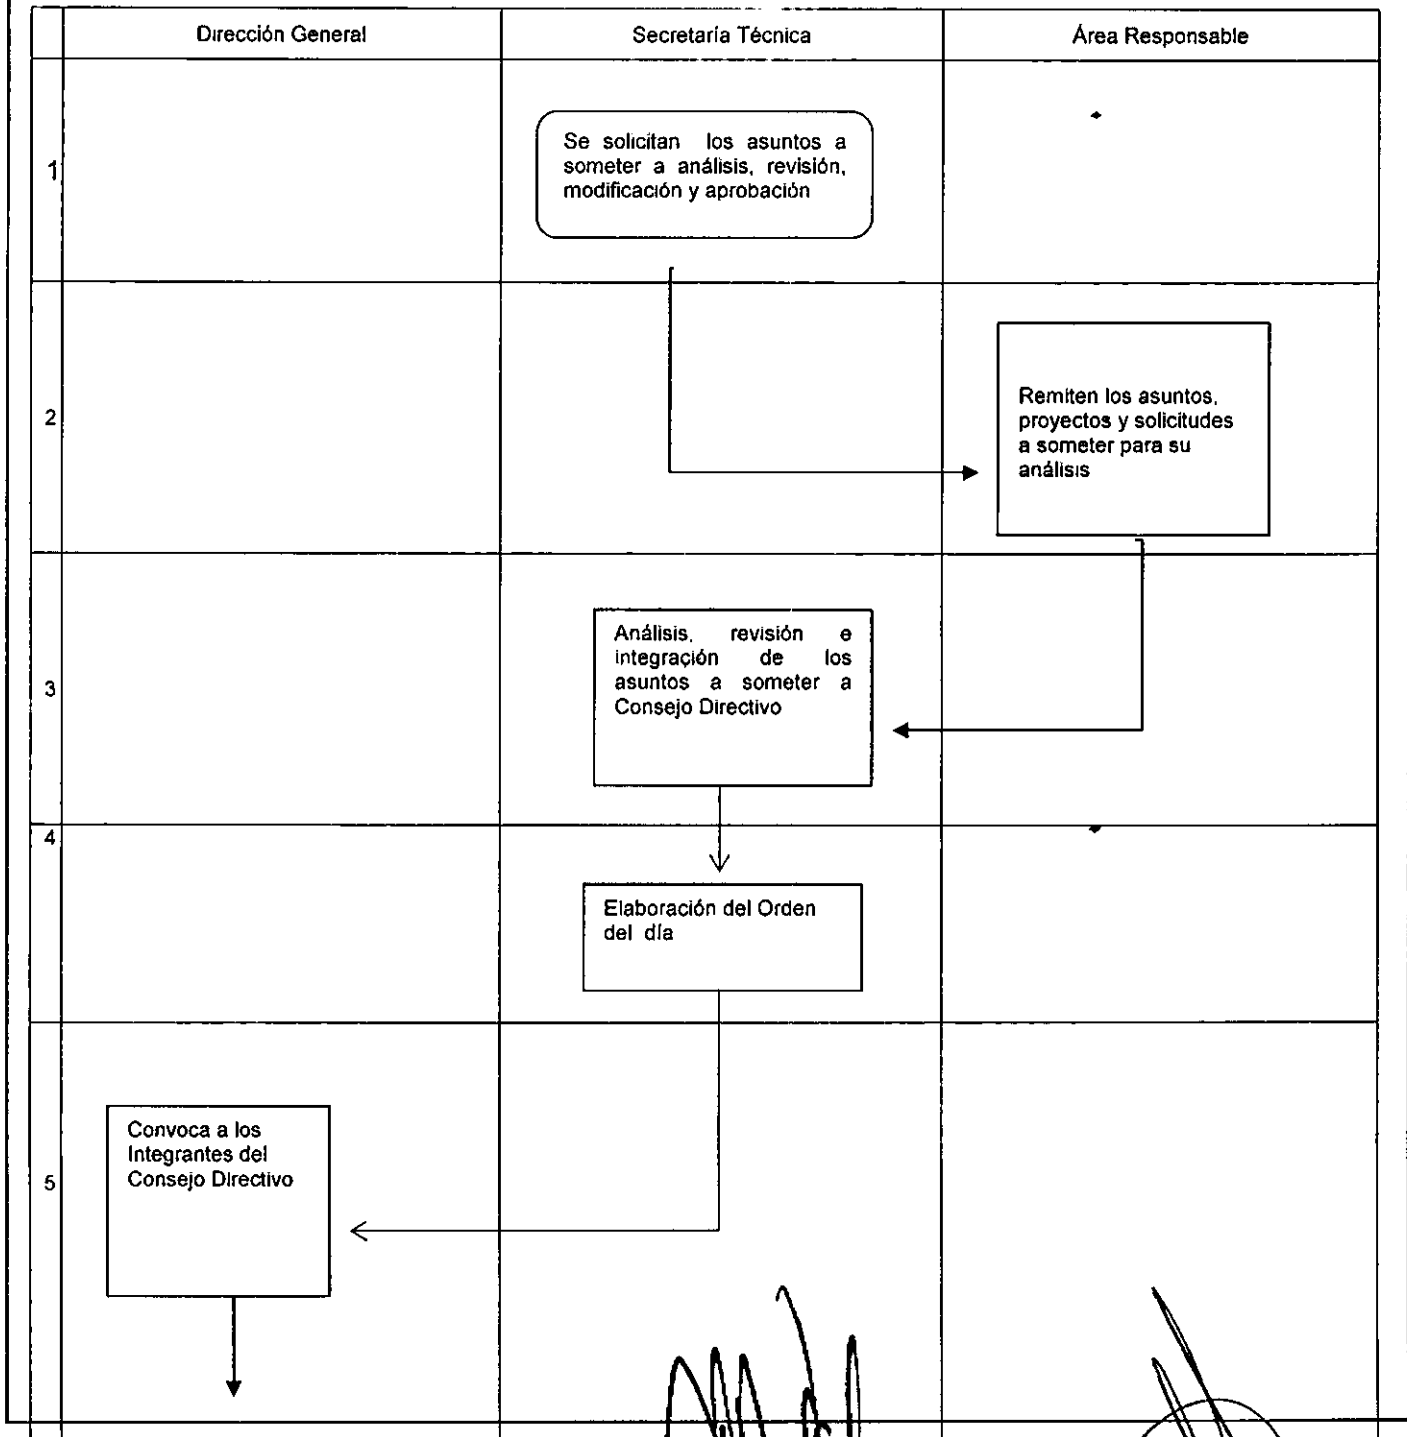 Dirección General
Secretaría Técnica
Área Responsable
1
Se solicitan los asuntos a
someter a análisis, revisión,
modificación y aprobación
2
Remiten los asuntos,
proyectos y solicitudes
a someter para su
análisis
3
Análisis, revisión e
integración de los
asuntos a someter a
Consejo Directivo
4
Elaboración del Orden
del día
5
Convoca a los
Integrantes del
Consejo Directivo